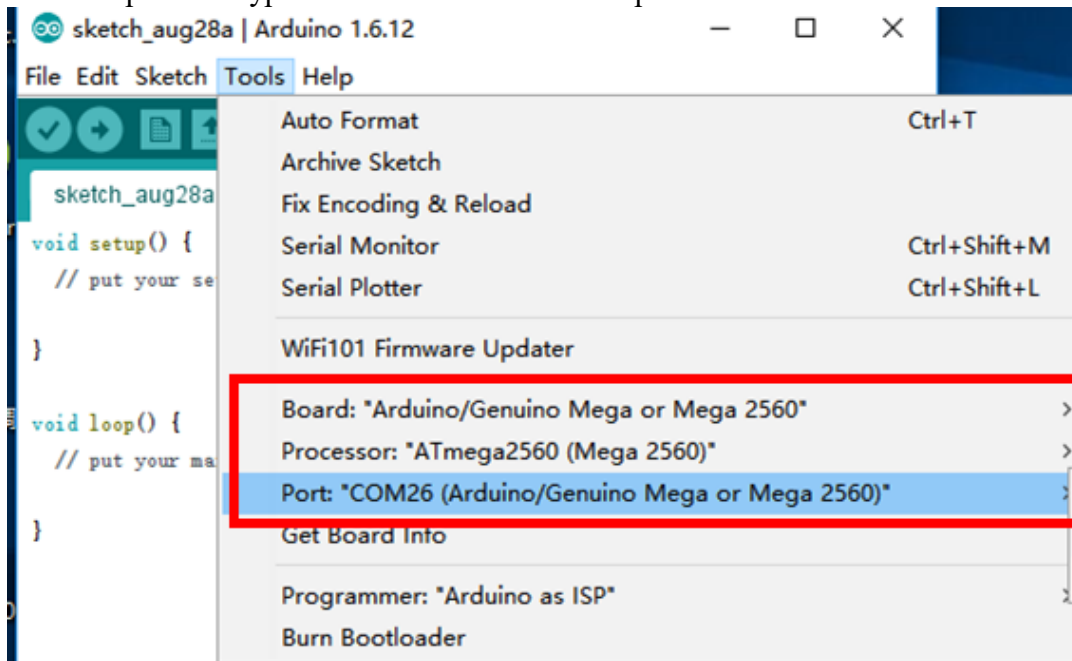 sketch_aug28a | Arduino 1.6.12
File Edit Sketch Tools Help
Auto Format Ctrl+T
Archive Sketch
sketch_aug28a
Fix Encoding & Reload
void setup() {
Serial Monitor Ctrl+Shift+M
// put your se
Serial Plotter Ctrl+Shift+L
}
WiFi101 Firmware Updater
Board: "Arduino/Genuino Mega or Mega 2560"
void loop() {
Processor: "ATmega2560 (Mega 2560)"
// put your ma
Port: "COM26 (Arduino/Genuino Mega or Mega 2560)"
}
Get Board Info
Programmer: "Arduino as ISP"
Burn Bootloader